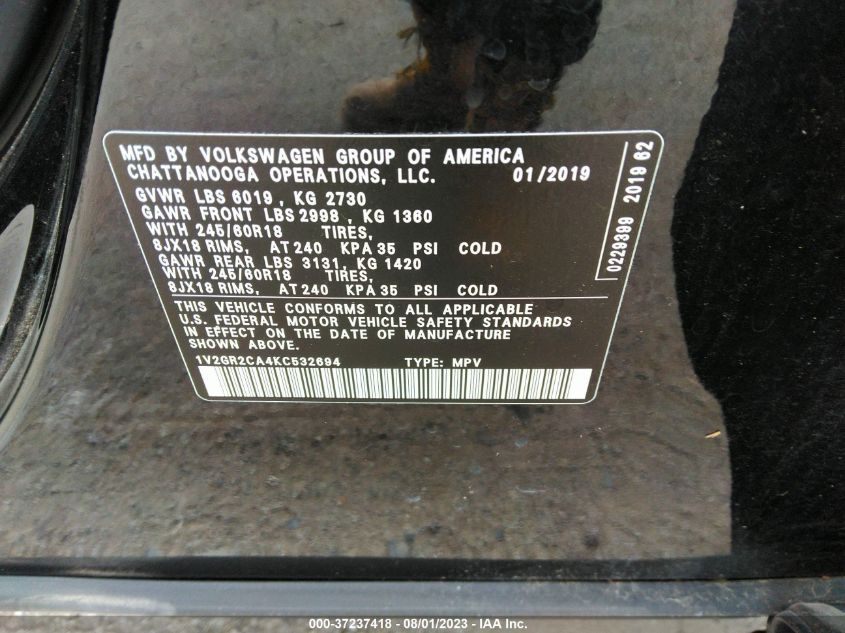 MFD BY VOLKSWAGEN GROUP OF AMERICA
CHATTANOOGA OPERATIONS, LLC. 01/2019
GVWR LBS 6019 , KG 2730
GAWR FRONT LBS 2998 , KG 1360
WITH 245/60R18 TIRES,
8JX18 RIMS, AT 240 KPA 35 PSI COLD
GAWR REAR LBS 3131, KG 1420
WITH 245/60R18 TIRES,
8JX18 RIMS, AT 240 KPA 35 PSI COLD
THIS VEHICLE CONFORMS TO ALL APPLICABLE
U.S. FEDERAL MOTOR VEHICLE SAFETY STANDARDS
IN EFFECT ON THE DATE OF MANUFACTURE
SHOWN ABOVE.
1V2GR2CA4KC532694 TYPE: MPV
0229399 2019 62
000-37237418 - 08/01/2023 - IAA Inc.